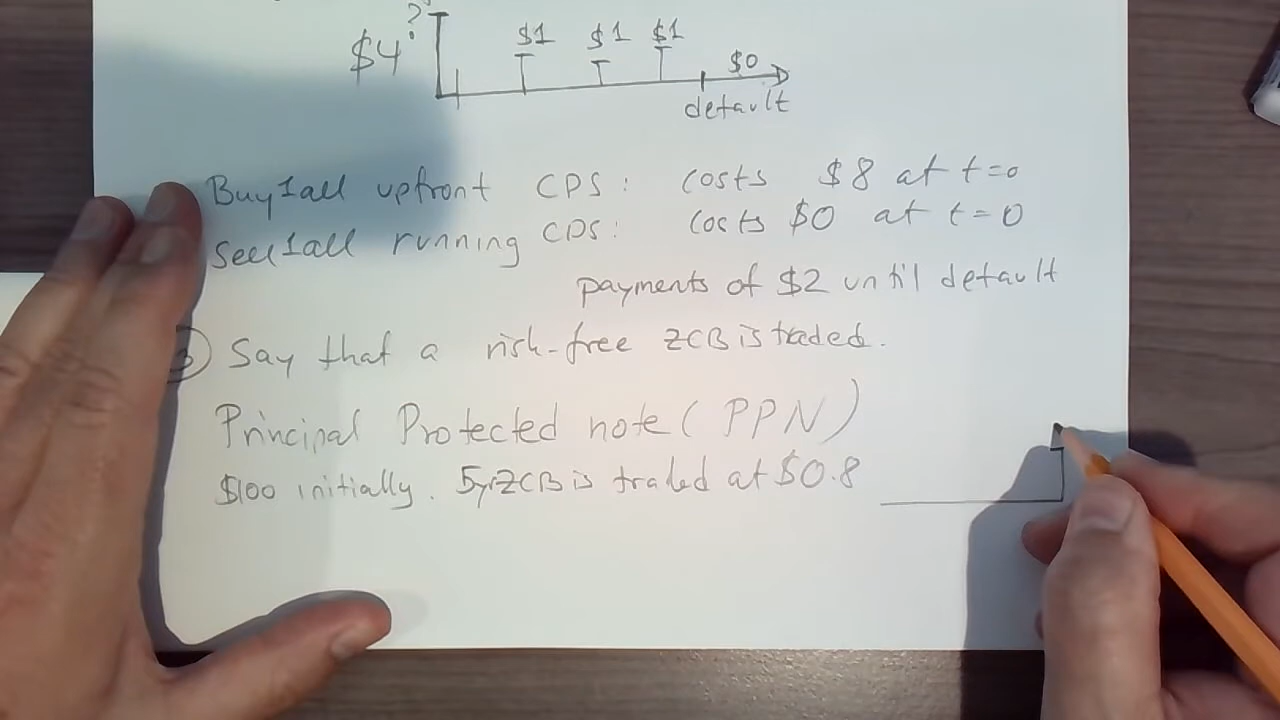 ?
$4
$1 $1 $1 $0
default
Buy 1 all upfront CDS: costs $8 at t=0
Sell 1 all running CDS: costs $0 at t=0
payments of $2 until default
Say that a risk-free ZCB is traded.
Principal Protected note (PPN)
$100 initially. 5yr ZCB is traded at $0.8